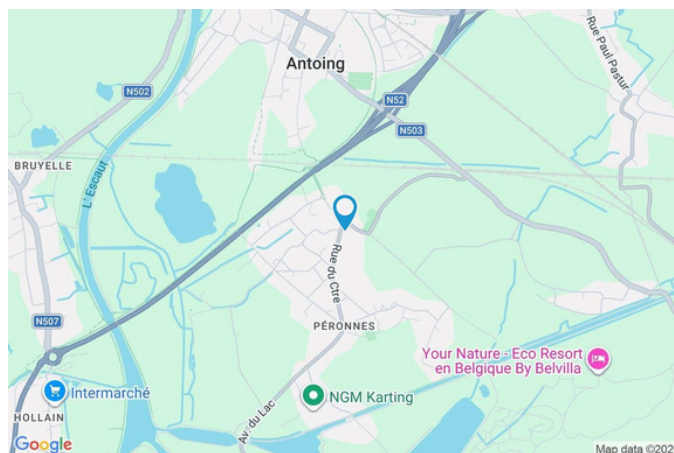 Rue Paul Pastur
Antoing
N502
N52
N503
BRUYELLE
L' Escaut
Rue du Ctre
N507
PÉRONNES
Your Nature - Eco Resort
en Belgique By Belvilla
Intermarché
NGM Karting
HOLLAIN
Av. du Lac
Google
Map data ©202